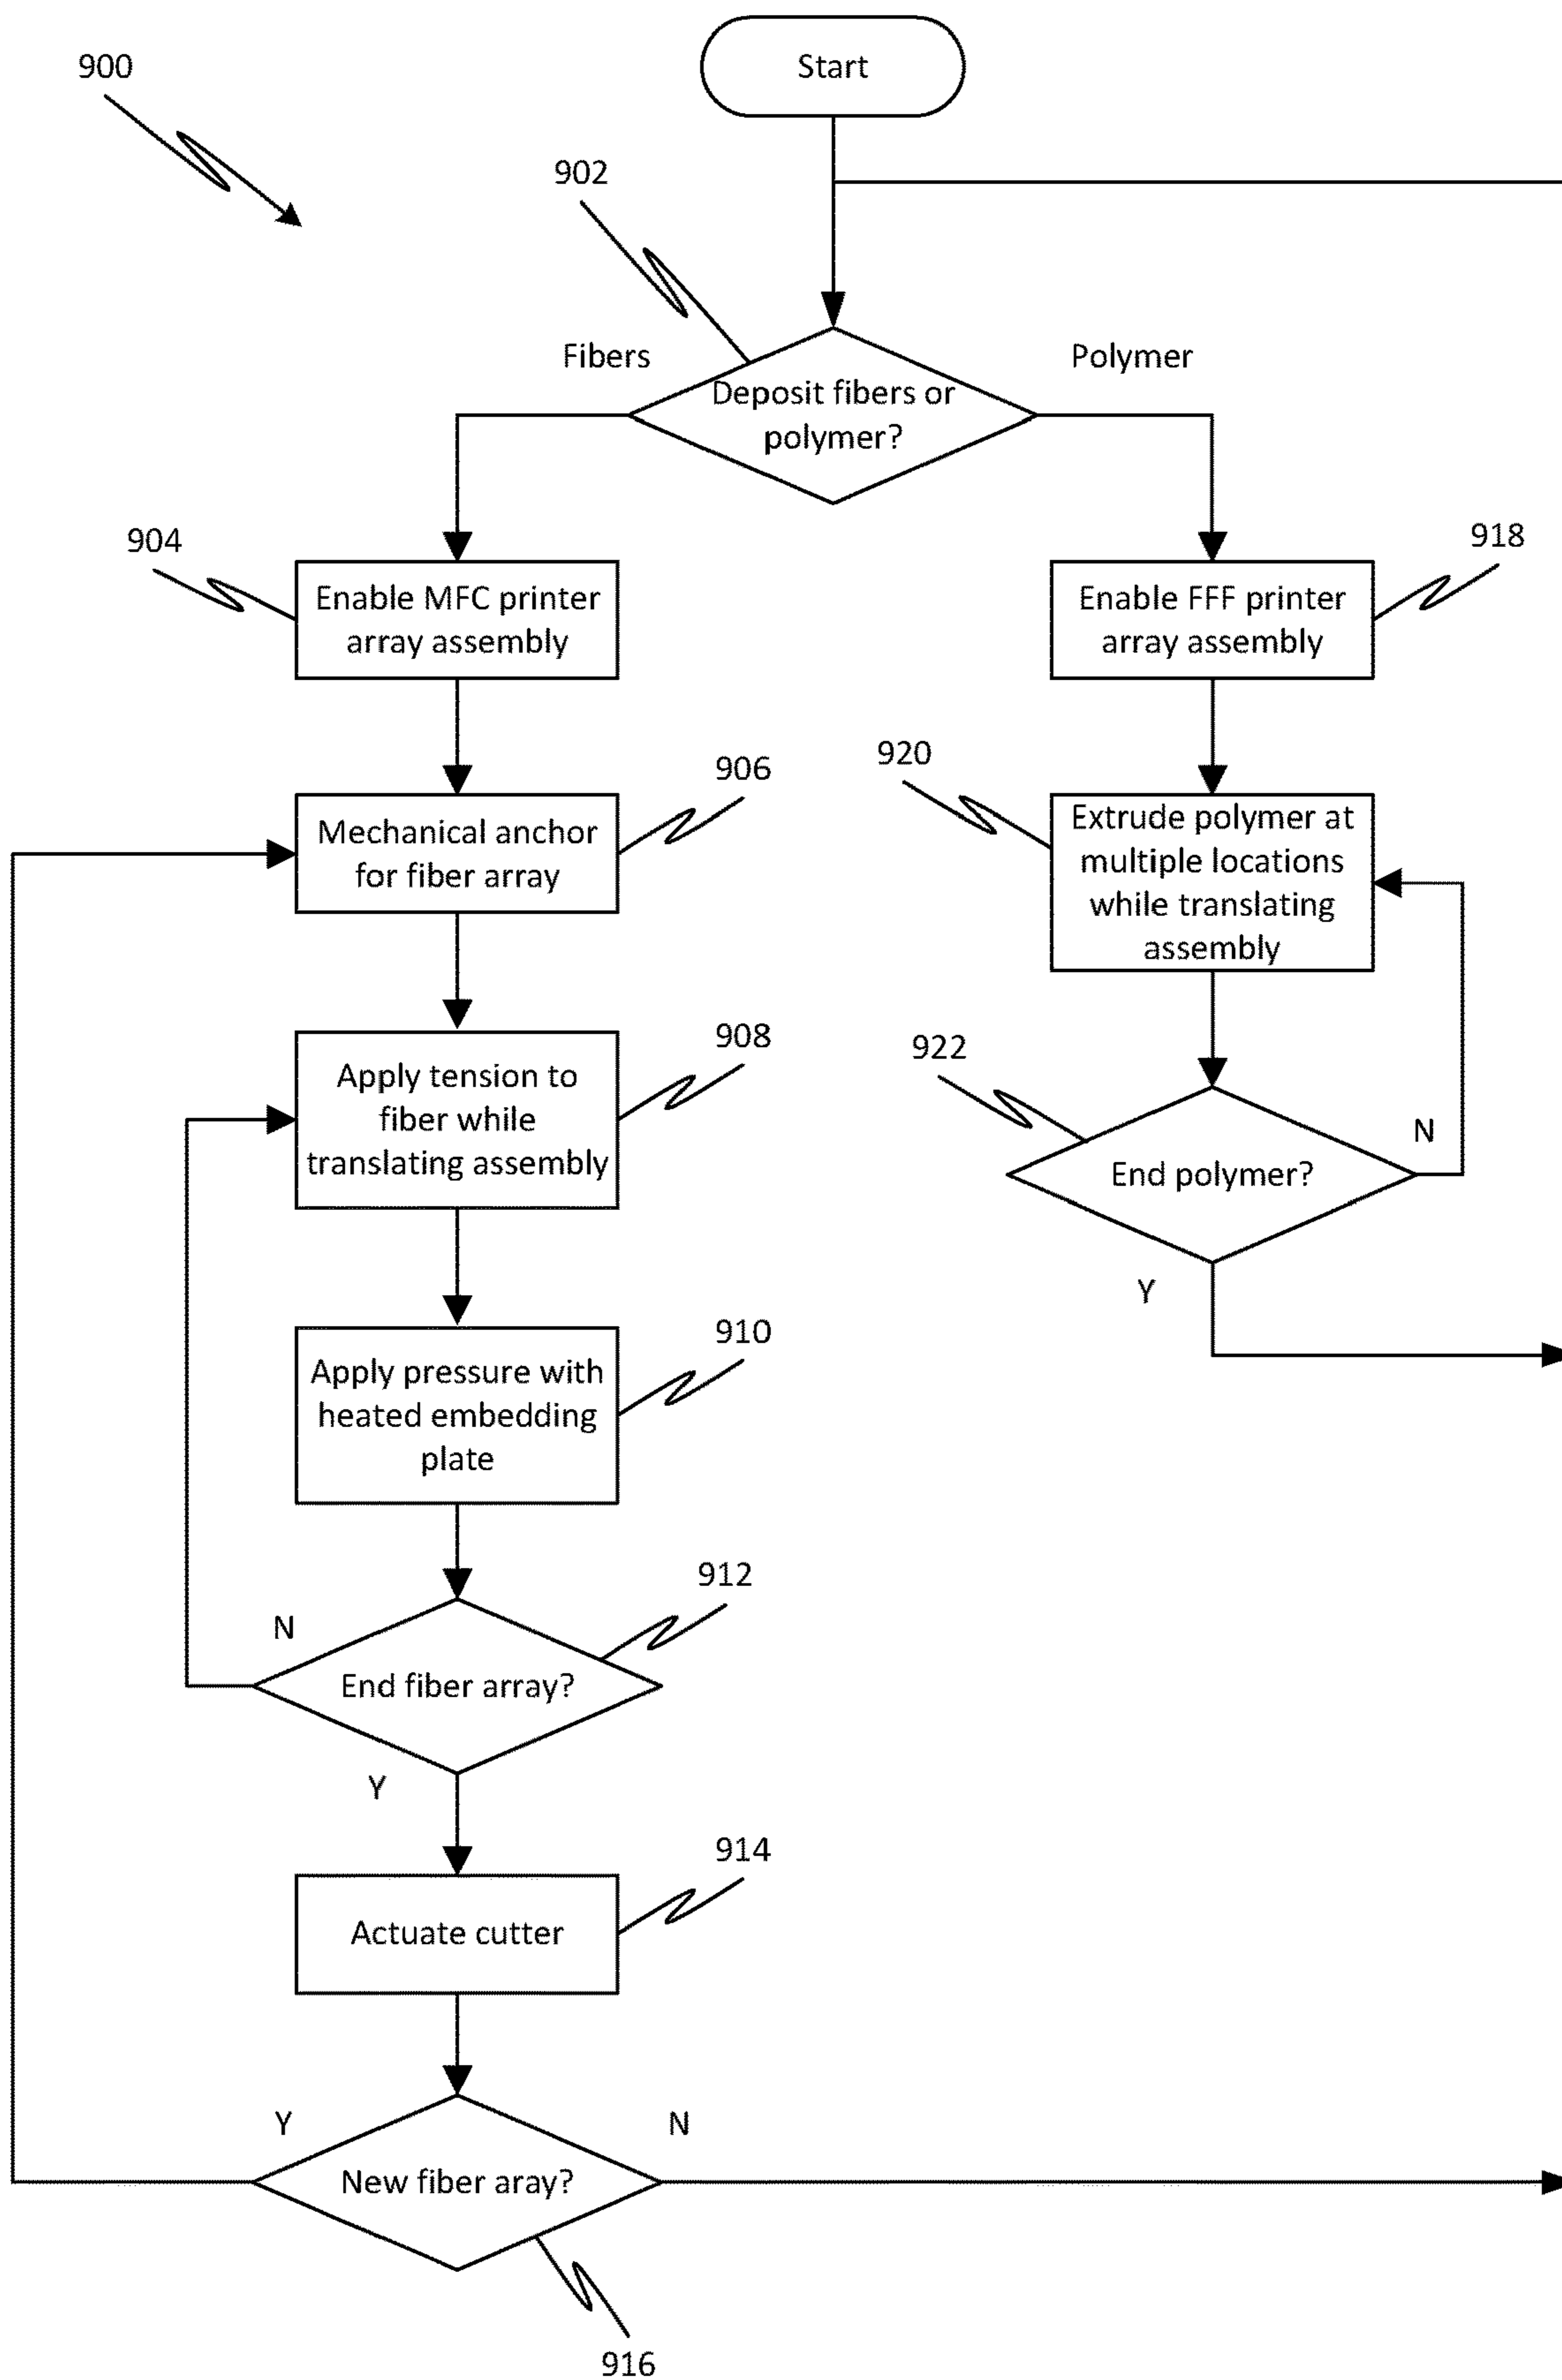 Start
900
902
Fibers
Polymer
Deposit fibers or
polymer?
904
918
Enable MFC printer
array assembly
Enable FFF printer
array assembly
906
920
Mechanical anchor
for fiber array
Extrude polymer at
multiple locations
while translating
assembly
908
922
Apply tension to
fiber while
translating assembly
N
End polymer?
Y
910
Apply pressure with
heated embedding
plate
912
N
End fiber array?
Y
914
Actuate cutter
Y
N
New fiber aray?
916